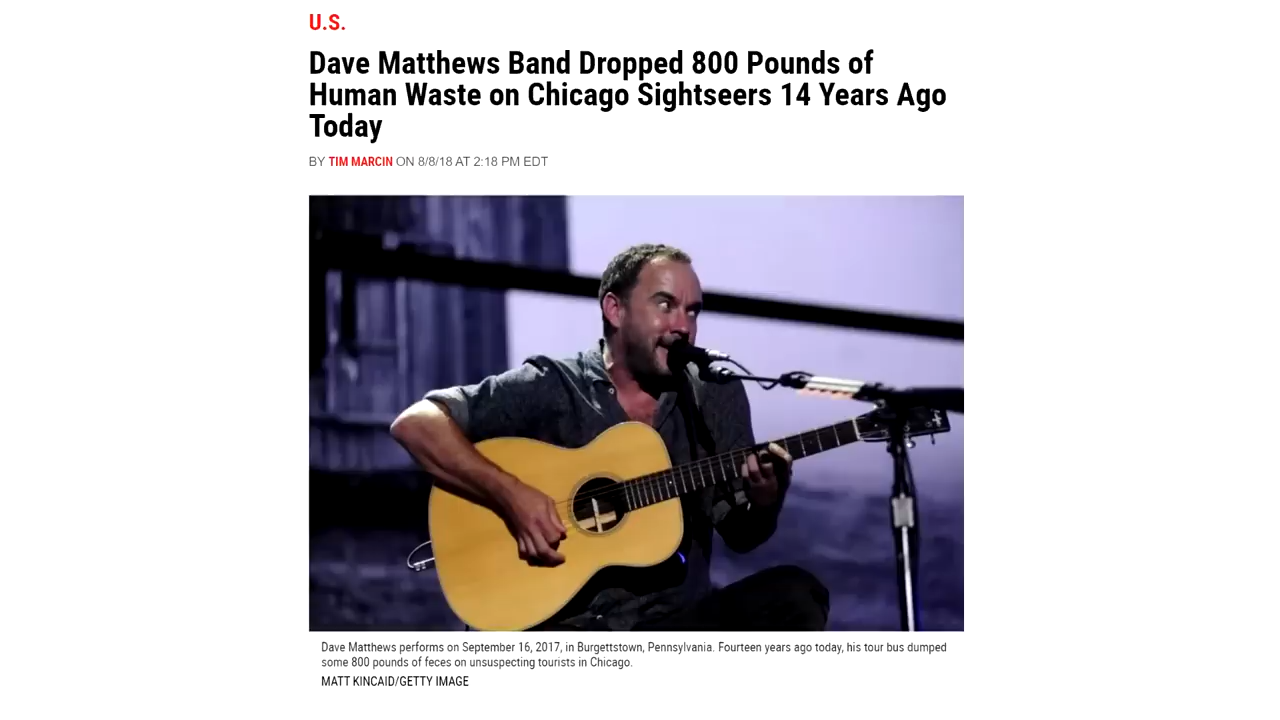 U.S.
Dave Matthews Band Dropped 800 Pounds of
Human Waste on Chicago Sightseers 14 Years Ago
Today
BY TIM MARCIN ON 8/8/18 AT 2:18 PM EDT
Dave Matthews performs on September 16, 2017, in Burgettstown, Pennsylvania. Fourteen years ago today, his tour bus dumped
some 800 pounds of feces on unsuspecting tourists in Chicago.
MATT KINCAID/GETTY IMAGE